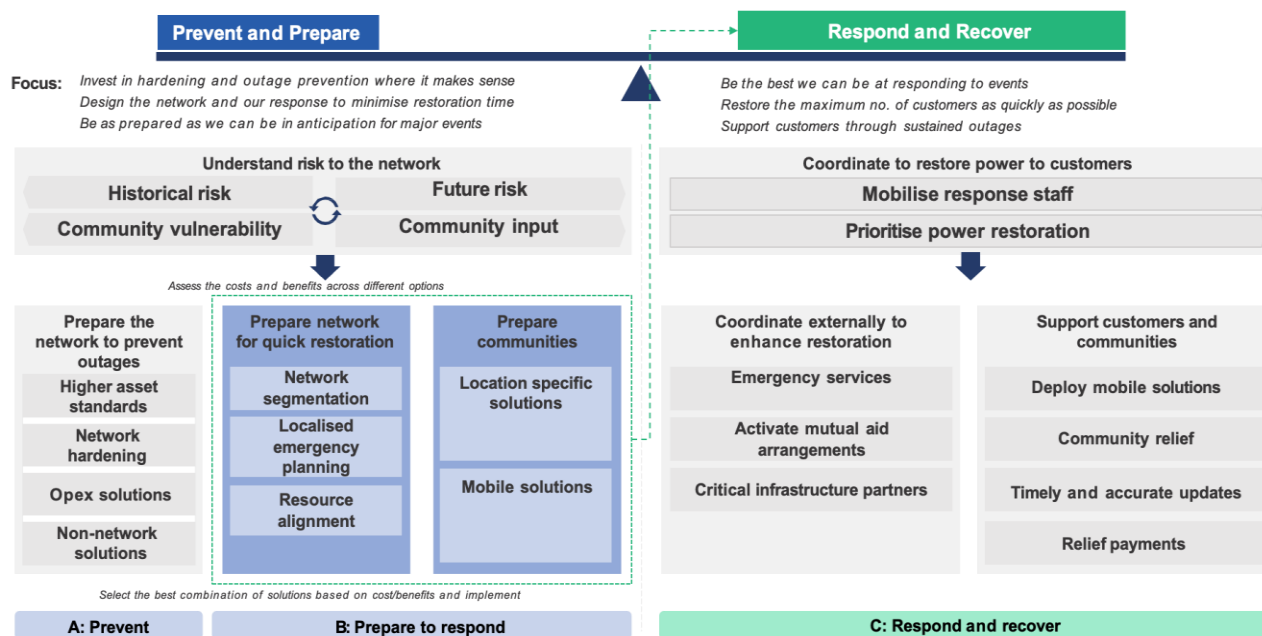 Prevent and Prepare
Respond and Recover
Focus:
Invest in hardening and outage prevention where it makes sense
Design the network and our response to minimise restoration time
Be as prepared as we can be in anticipation for major events
Be the best we can be at responding to events
Restore the maximum no. of customers as quickly as possible
Support customers through sustained outages
Understand risk to the network
Historical risk
Future risk
Community vulnerability
Community input
Coordinate to restore power to customers
Mobilise response staff
Prioritise power restoration
Assess the costs and benefits across different options
Prepare the
network to prevent
outages
Higher asset
standards
Network
hardening
Opex solutions
Non-network
solutions
Prepare network
for quick restoration
Network
segmentation
Localised
emergency
planning
Resource
alignment
Prepare
communities
Location specific
solutions
Mobile solutions
Coordinate externally to
enhance restoration
Emergency services
Activate mutual aid
arrangements
Critical infrastructure partners
Support customers and
communities
Deploy mobile solutions
Community relief
Timely and accurate updates
Relief payments
Select the best combination of solutions based on cost/benefits and implement
A: Prevent
B: Prepare to respond
C: Respond and recover